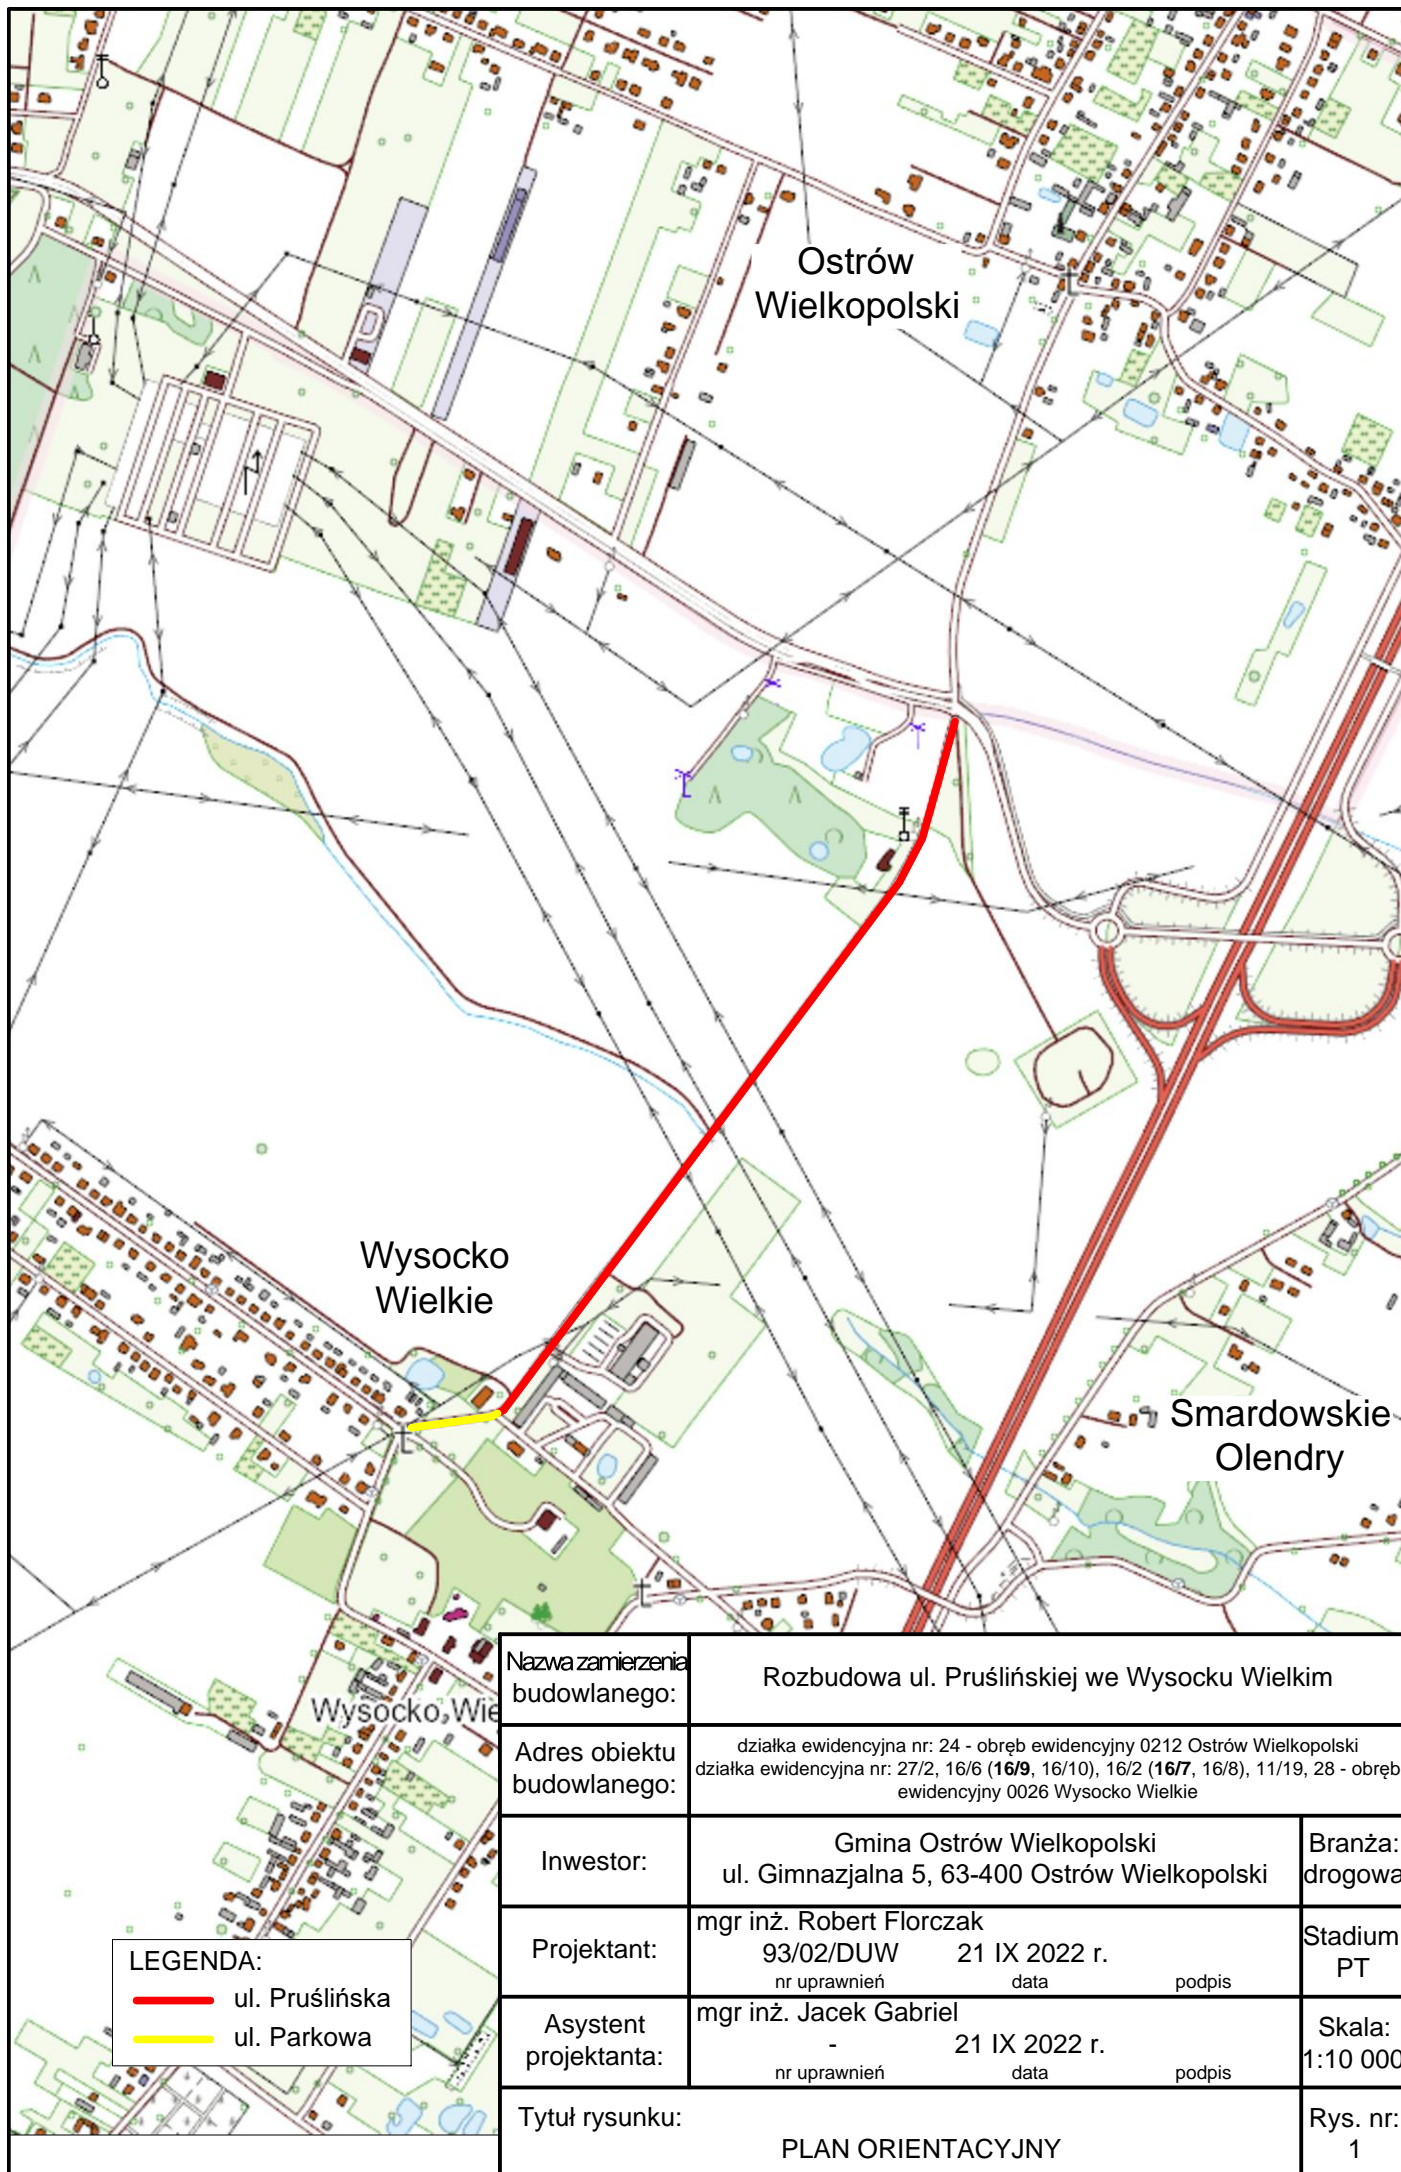 Ostrów
Wielkopolski
Wysocko
Wielkie
Smardowskie
Olendry
Wysocko Wie
LEGENDA:
ul. Pruślińska
ul. Parkowa
Nazwa zamierzenia
budowlanego:
Rozbudowa ul. Pruślińskiej we Wysocku Wielkim
Adres obiektu
budowlanego:
działka ewidencyjna nr: 24 - obręb ewidencyjny 0212 Ostrów Wielkopolski
działka ewidencyjna nr: 27/2, 16/6 (16/9, 16/10), 16/2 (16/7, 16/8), 11/19, 28 - obręb
ewidencyjny 0026 Wysocko Wielkie
Inwestor:
Gmina Ostrów Wielkopolski
ul. Gimnazjalna 5, 63-400 Ostrów Wielkopolski
Branża:
drogowa
Projektant:
mgr inż. Robert Florczak
93/02/DUW 21 IX 2022 r.
nr uprawnień data podpis
Stadium
PT
Asystent
projektanta:
mgr inż. Jacek Gabriel
- 21 IX 2022 r.
nr uprawnień data podpis
Skala:
1:10 000
Tytuł rysunku:
PLAN ORIENTACYJNY
Rys. nr:
1